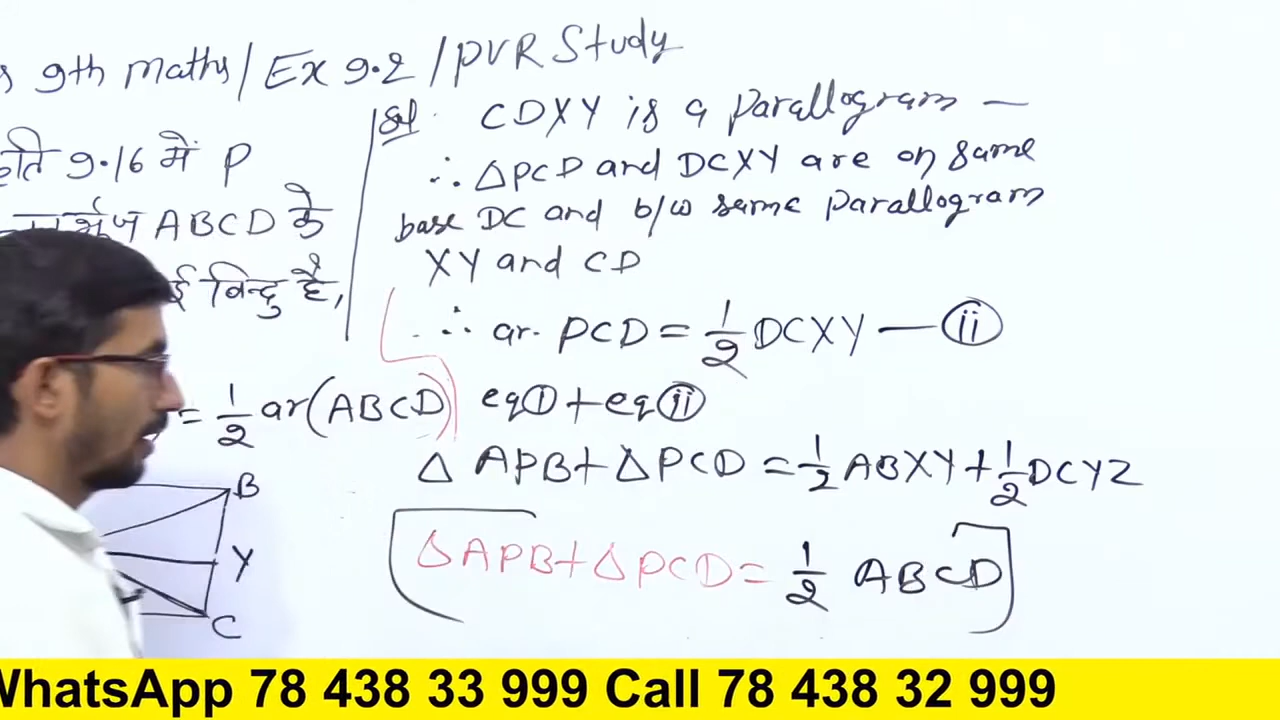 9th maths/ Ex 9.2 /PVR Study
9.16 में P
ABCD के
बिन्दु है,
= 1/2 ar(ABCD)
B
Y
C
Sol. CDXY is a Parallogram —
∴ △PCD and DCXY are on same
base DC and b/w same Parallogram
XY and CD
∴ ar. PCD = 1/2 DCXY — (ii)
eq(i) + eq(ii)
△ APB + △PCD = 1/2 ABXY + 1/2 DCYZ
△APB + △PCD = 1/2 ABCD
WhatsApp 78 438 33 999 Call 78 438 32 999